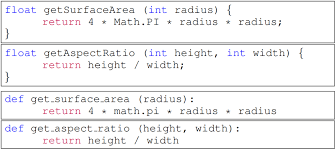 float getSurfaceArea (int radius) {
    return 4 * Math.PI * radius * radius;
}
float getAspectRatio (int height, int width) {
    return height / width;
}
def get_surface_area (radius):
    return 4 * math.pi * radius * radius
def get_aspect_ratio (height, width):
    return height / width